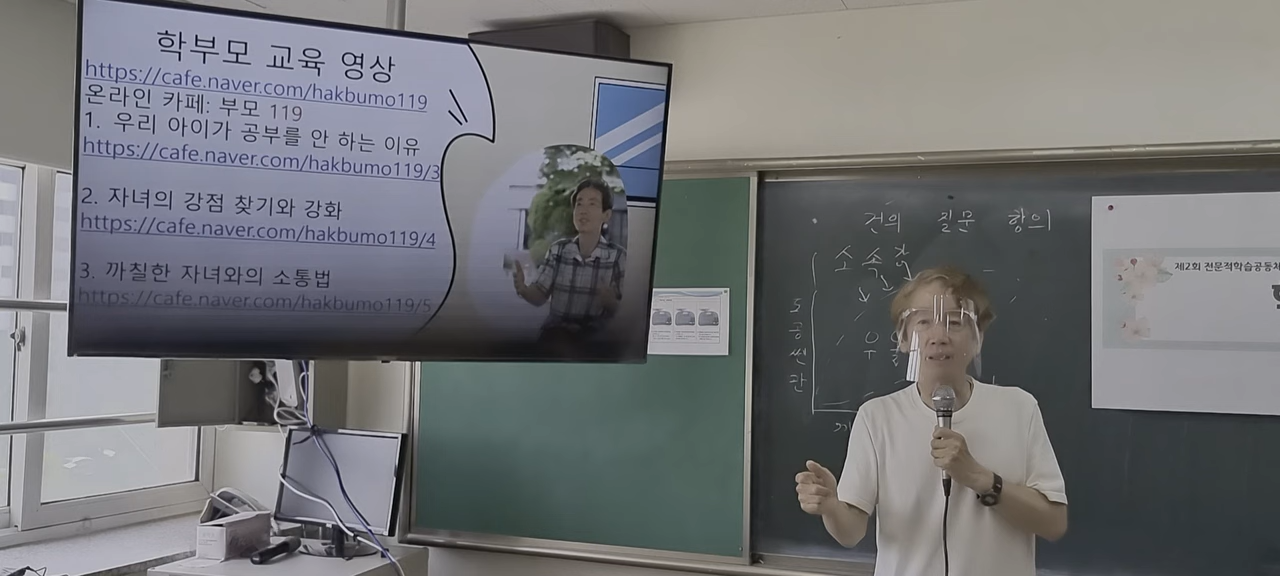 학부모 교육 영상
https://cafe.naver.com/hakbumo119
온라인 카페: 부모 119
1. 우리 아이가 공부를 안 하는 이유
https://cafe.naver.com/hakbumo119/3
2. 자녀의 강점 찾기와 강화
https://cafe.naver.com/hakbumo119/4
3. 까칠한 자녀와의 소통법
https://cafe.naver.com/hakbumo119/5
건의 질문 항의
소 속
공
제2회 전문적학습공동체